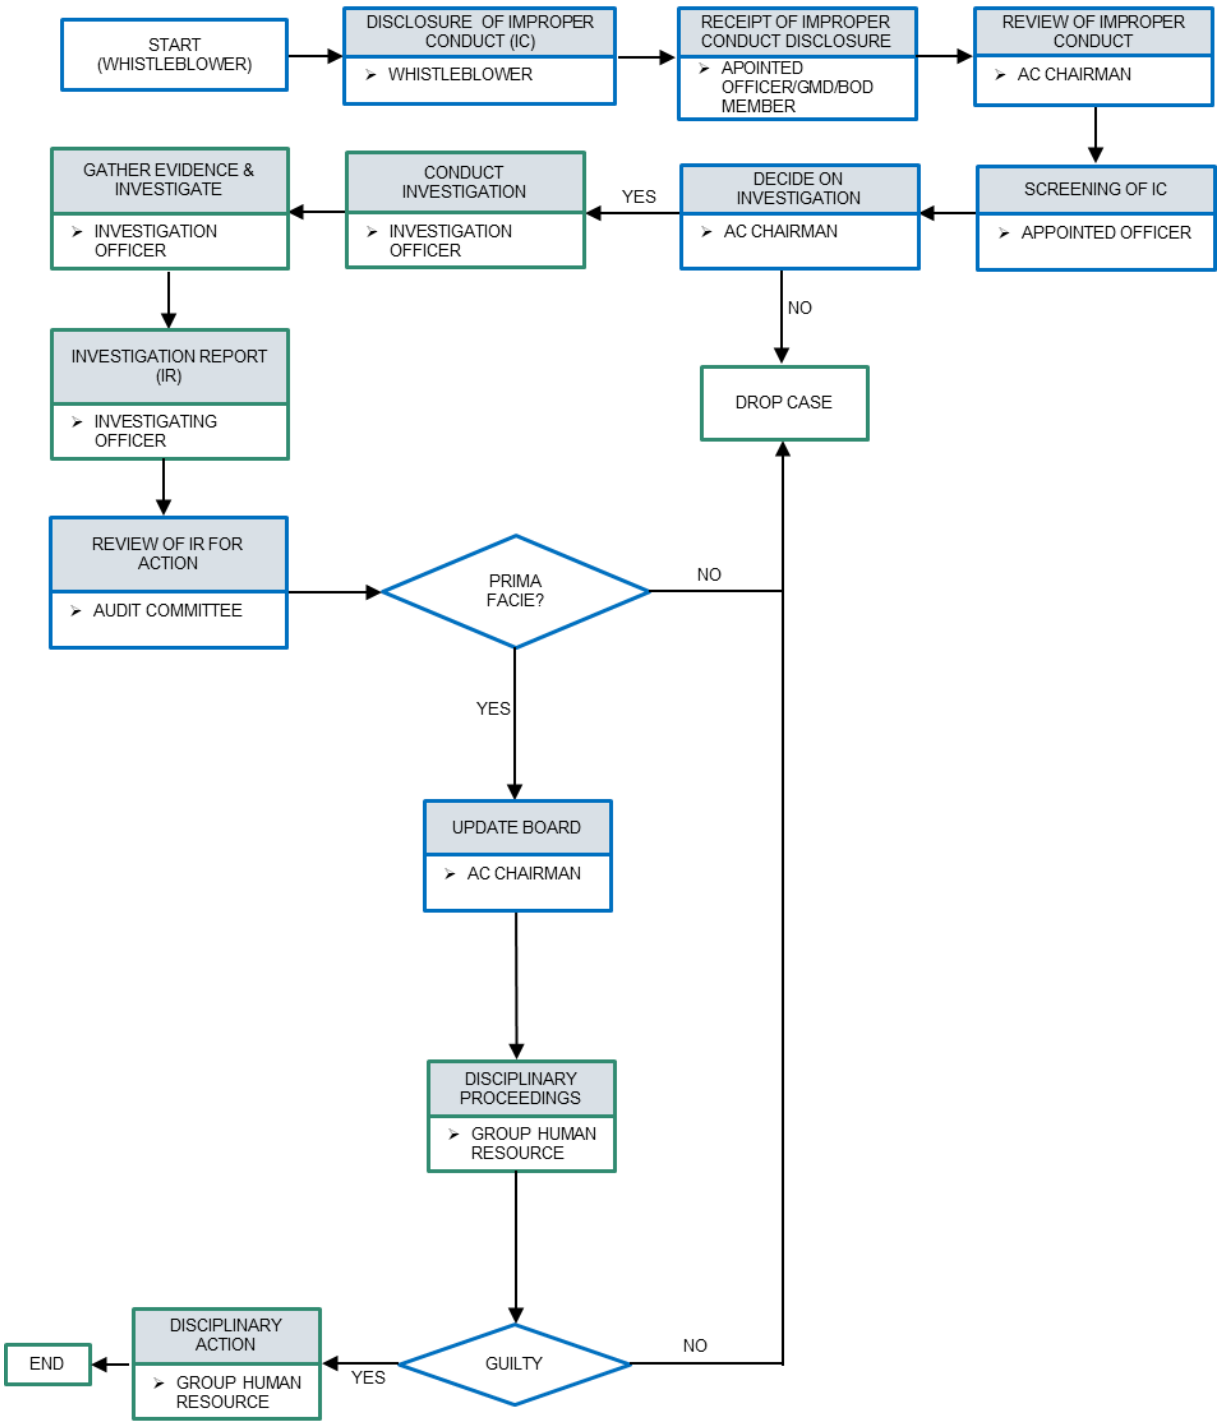 START
(WHISTLEBLOWER)
DISCLOSURE OF IMPROPER
CONDUCT (IC)
WHISTLEBLOWER
RECEIPT OF IMPROPER
CONDUCT DISCLOSURE
APOINTED
OFFICER/GMD/BOD
MEMBER
REVIEW OF IMPROPER
CONDUCT
AC CHAIRMAN
SCREENING OF IC
APPOINTED OFFICER
DECIDE ON
INVESTIGATION
AC CHAIRMAN
YES
CONDUCT
INVESTIGATION
INVESTIGATION
OFFICER
GATHER EVIDENCE &
INVESTIGATE
INVESTIGATION
OFFICER
NO
DROP CASE
INVESTIGATION REPORT
(IR)
INVESTIGATING
OFFICER
REVIEW OF IR FOR
ACTION
AUDIT COMMITTEE
PRIMA
FACIE?
NO
YES
UPDATE BOARD
AC CHAIRMAN
DISCIPLINARY
PROCEEDINGS
GROUP HUMAN
RESOURCE
GUILTY
NO
YES
DISCIPLINARY
ACTION
GROUP HUMAN
RESOURCE
END